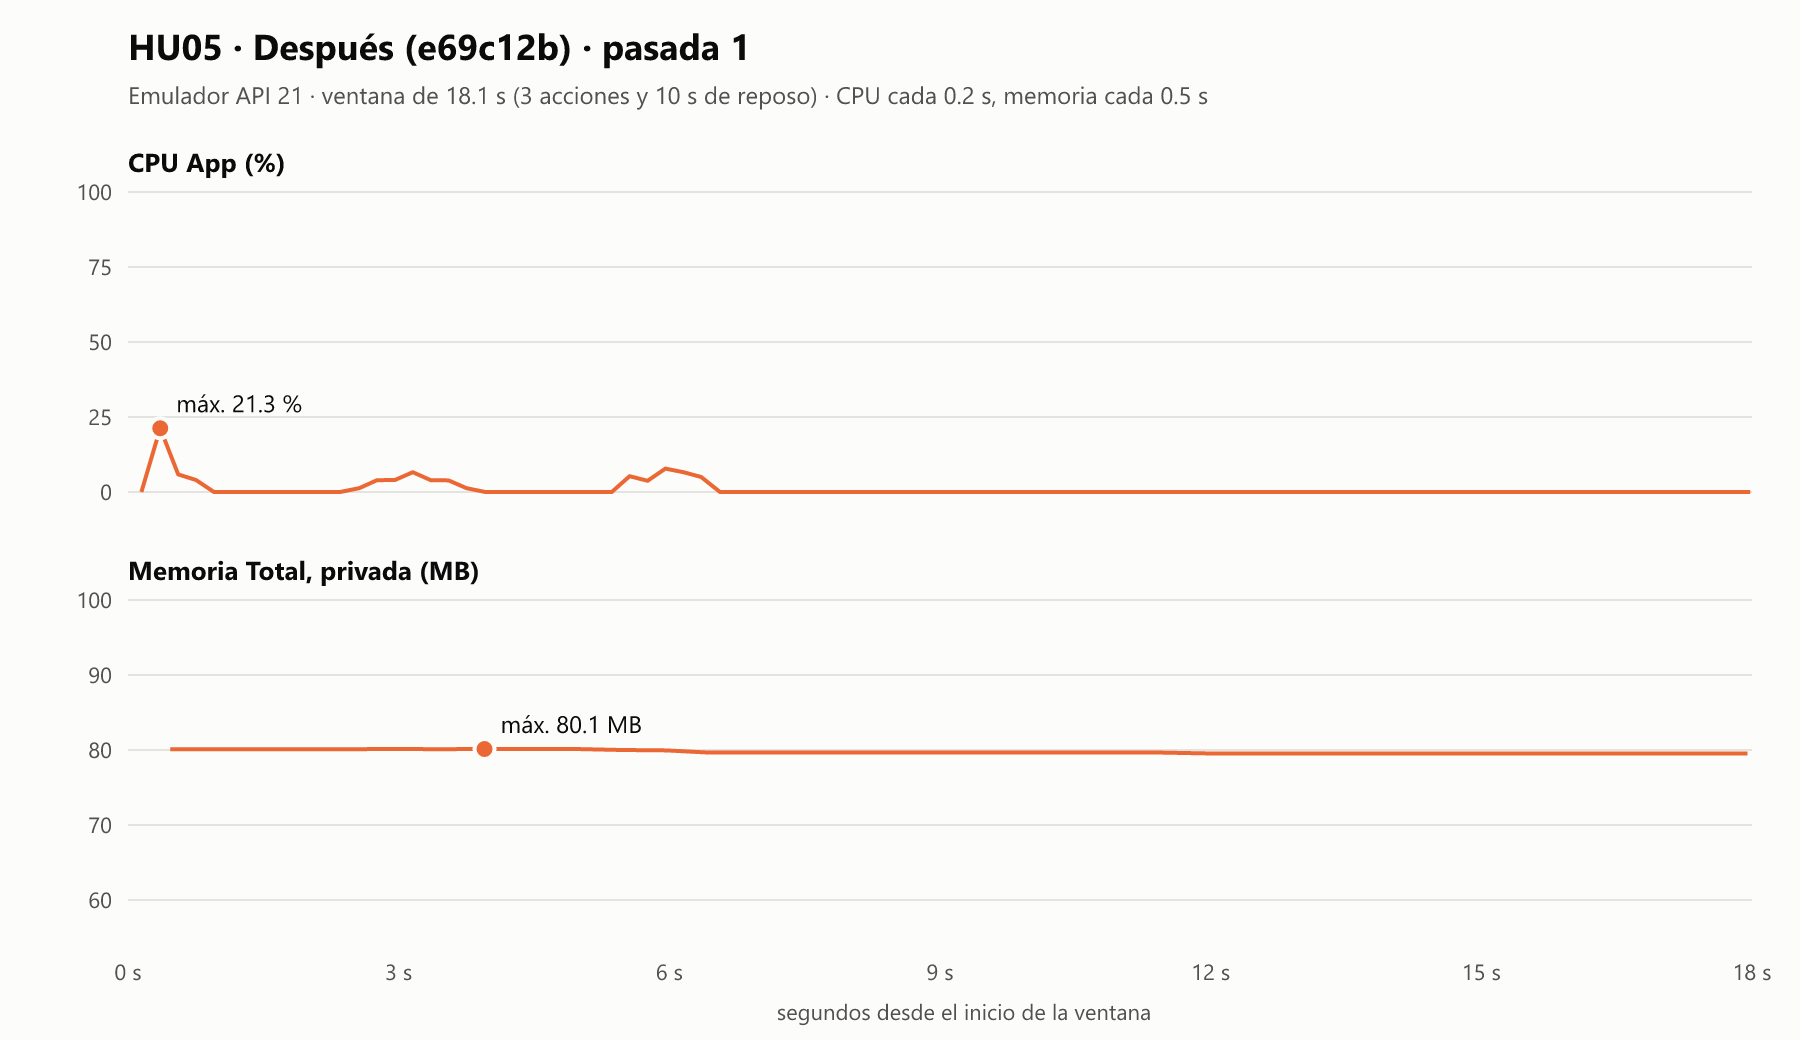 HU05 · Después (e69c12b) · pasada 1
Emulador API 21 · ventana de 18.1 s (3 acciones y 10 s de reposo) · CPU cada 0.2 s, memoria cada 0.5 s
CPU App (%)
100
75
50
máx. 21.3 %
25
0
Memoria Total, privada (MB)
100
90
máx. 80.1 MB
80
70
60
0 s 3 s 6 s 9 s 12 s 15 s 18 s
segundos desde el inicio de la ventana